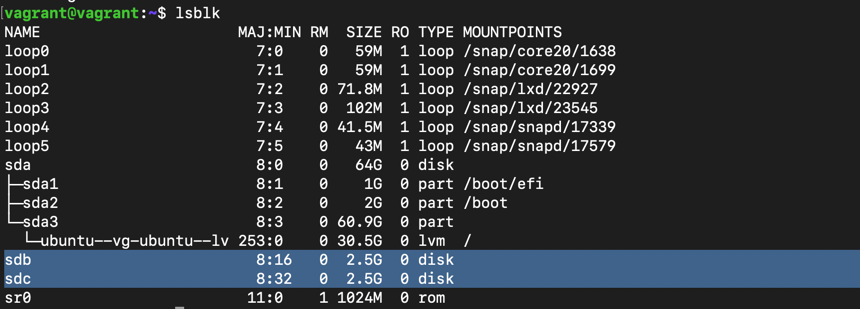 vagrant@vagrant:~$ lsblk
NAME                      MAJ:MIN RM  SIZE RO TYPE MOUNTPOINTS
loop0                       7:0    0   59M  1 loop /snap/core20/1638
loop1                       7:1    0   59M  1 loop /snap/core20/1699
loop2                       7:2    0 71.8M  1 loop /snap/lxd/22927
loop3                       7:3    0  102M  1 loop /snap/lxd/23545
loop4                       7:4    0 41.5M  1 loop /snap/snapd/17339
loop5                       7:5    0   43M  1 loop /snap/snapd/17579
sda                         8:0    0   64G  0 disk
├─sda1                      8:1    0    1G  0 part /boot/efi
├─sda2                      8:2    0    2G  0 part /boot
└─sda3                      8:3    0 60.9G  0 part
  └─ubuntu--vg-ubuntu--lv 253:0    0 30.5G  0 lvm  /
sdb                         8:16   0  2.5G  0 disk
sdc                         8:32   0  2.5G  0 disk
sr0                        11:0    1 1024M  0 rom